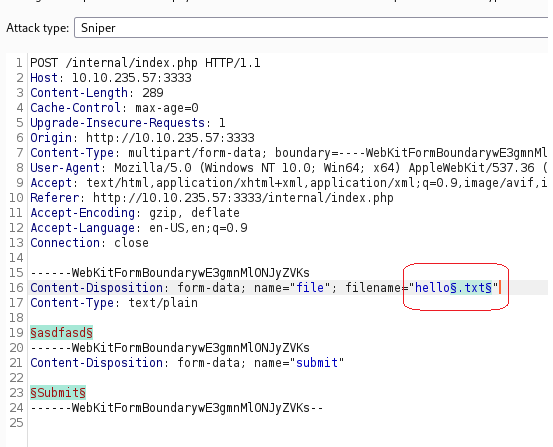 Attack type: Sniper
1 POST /internal/index.php HTTP/1.1
2 Host: 10.10.235.57:3333
3 Content-Length: 289
4 Cache-Control: max-age=0
5 Upgrade-Insecure-Requests: 1
6 Origin: http://10.10.235.57:3333
7 Content-Type: multipart/form-data; boundary=----WebKitFormBoundarywE3gmnMl
8 User-Agent: Mozilla/5.0 (Windows NT 10.0; Win64; x64) AppleWebKit/537.36 (
9 Accept: text/html,application/xhtml+xml,application/xml;q=0.9,image/avif,i
10 Referer: http://10.10.235.57:3333/internal/index.php
11 Accept-Encoding: gzip, deflate
12 Accept-Language: en-US,en;q=0.9
13 Connection: close
14
15 ------WebKitFormBoundarywE3gmnMlONJyZVKs
16 Content-Disposition: form-data; name="file"; filename="hello§.txt§"
17 Content-Type: text/plain
18
19 §asdfasd§
20 ------WebKitFormBoundarywE3gmnMlONJyZVKs
21 Content-Disposition: form-data; name="submit"
22
23 §Submit§
24 ------WebKitFormBoundarywE3gmnMlONJyZVKs--
25